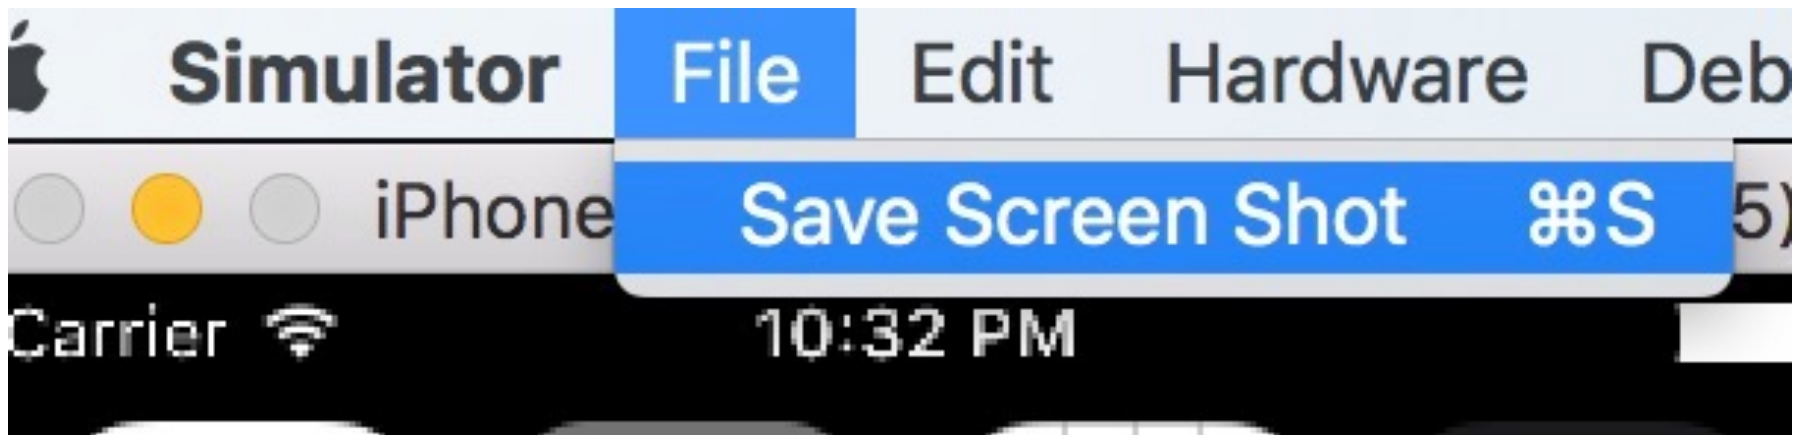 Simulator File Edit Hardware Deb
iPhone 5)
Save Screen Shot ⌘S
Carrier 10:32 PM